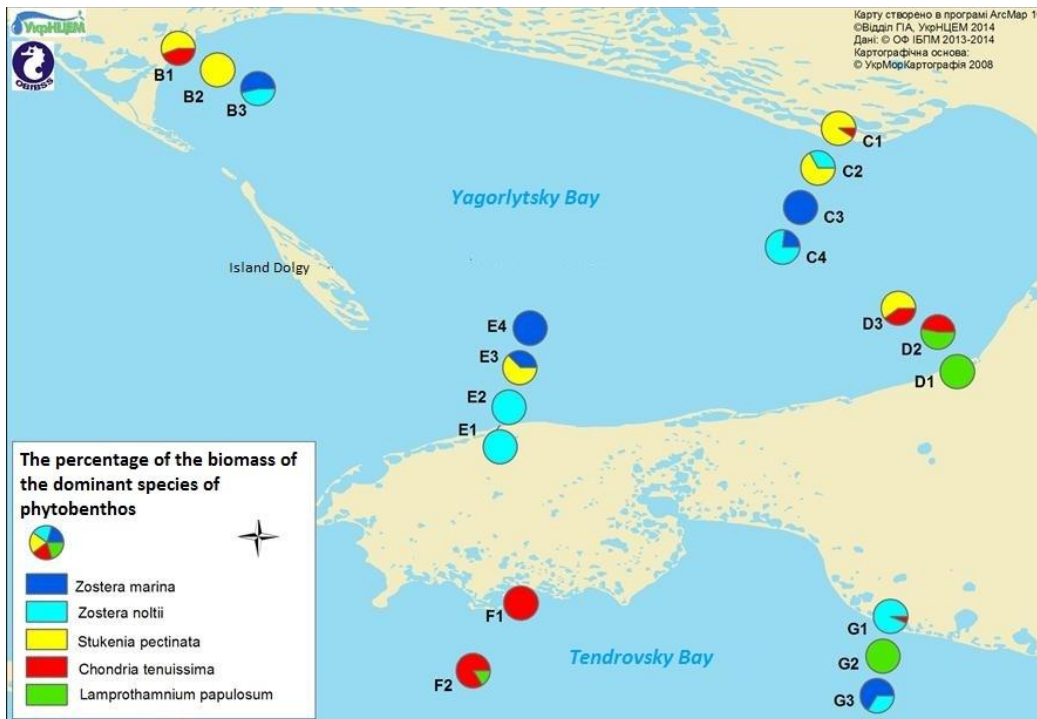 УкрНЦЕМ
ОБІВSS
Карту створено в програмі ArcMap 10
©Відділ ГІА, УкрНЦЕМ 2014
Дані: © ОФ ІБПМ 2013-2014
Картографічна основа:
© УкрМорКартографія 2008
B1
B2
B3
C1
C2
Yagorlytsky Bay
C3
C4
Island Dolgy
D3
E4
D2
E3
D1
E2
E1
The percentage of the biomass of
the dominant species of
phytobenthos
Zostera marina
Zostera noltii
Stukenia pectinata
Chondria tenuissima
Lamprothamnium papulosum
F1
G1
Tendrovsky Bay
G2
F2
G3